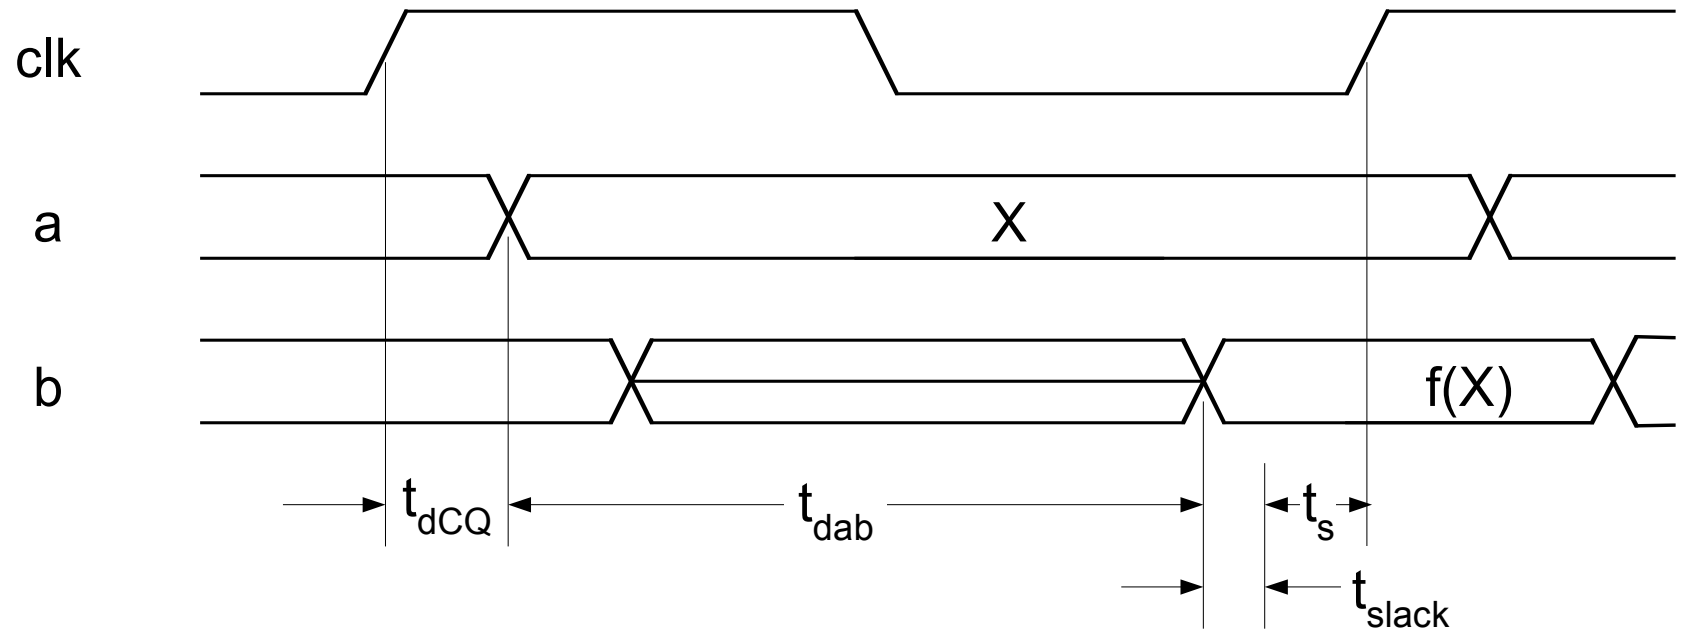 clk
a X
b f(X)
tdCQ tdab ts
tslack